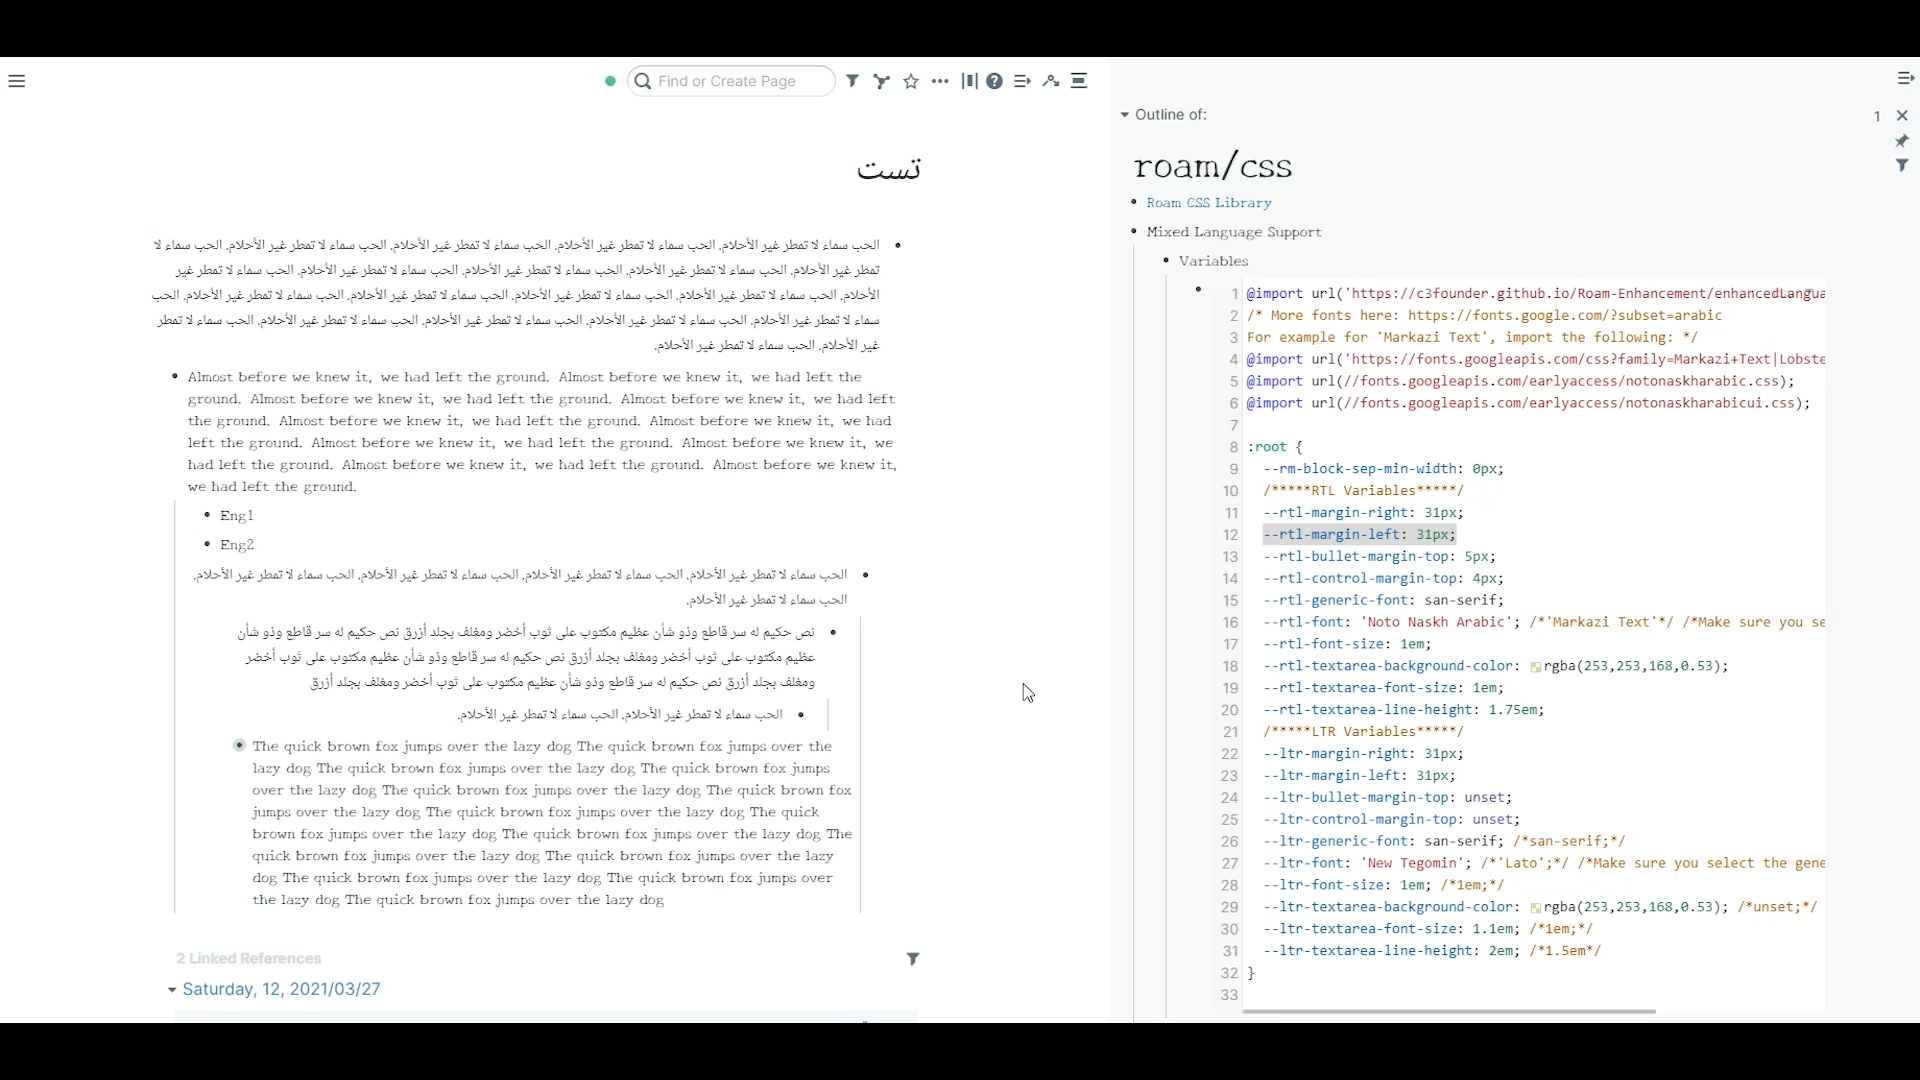 Find or Create Page
تست
الحب سماء لا تمطر غير الأحلام. الحب سماء لا تمطر غير الأحلام. الحب سماء لا تمطر غير الأحلام. الحب سماء لا تمطر غير الأحلام. الحب سماء لا
تمطر غير الأحلام. الحب سماء لا تمطر غير الأحلام. الحب سماء لا تمطر غير الأحلام. الحب سماء لا تمطر غير الأحلام. الحب سماء لا تمطر غير
الأحلام. الحب سماء لا تمطر غير الأحلام. الحب سماء لا تمطر غير الأحلام. الحب سماء لا تمطر غير الأحلام. الحب سماء لا تمطر غير الأحلام. الحب
سماء لا تمطر غير الأحلام. الحب سماء لا تمطر غير الأحلام. الحب سماء لا تمطر غير الأحلام. الحب سماء لا تمطر غير الأحلام. الحب سماء لا تمطر
غير الأحلام. الحب سماء لا تمطر غير الأحلام.
Almost before we knew it, we had left the ground. Almost before we knew it, we had left the
ground. Almost before we knew it, we had left the ground. Almost before we knew it, we had left
the ground. Almost before we knew it, we had left the ground. Almost before we knew it, we had
left the ground. Almost before we knew it, we had left the ground. Almost before we knew it, we
had left the ground. Almost before we knew it, we had left the ground. Almost before we knew it,
we had left the ground.
Eng1
Eng2
الحب سماء لا تمطر غير الأحلام. الحب سماء لا تمطر غير الأحلام. الحب سماء لا تمطر غير الأحلام. الحب سماء لا تمطر غير الأحلام.
الحب سماء لا تمطر غير الأحلام.
نص حكيم له سر قاطع وذو شأن عظيم مكتوب على ثوب أخضر ومغلف بجلد أزرق نص حكيم له سر قاطع وذو شأن
عظيم مكتوب على ثوب أخضر ومغلف بجلد أزرق نص حكيم له سر قاطع وذو شأن عظيم مكتوب على ثوب أخضر
ومغلف بجلد أزرق نص حكيم له سر قاطع وذو شأن عظيم مكتوب على ثوب أخضر ومغلف بجلد أزرق
الحب سماء لا تمطر غير الأحلام. الحب سماء لا تمطر غير الأحلام.
The quick brown fox jumps over the lazy dog The quick brown fox jumps over the
lazy dog The quick brown fox jumps over the lazy dog The quick brown fox jumps
over the lazy dog The quick brown fox jumps over the lazy dog The quick brown fox
jumps over the lazy dog The quick brown fox jumps over the lazy dog The quick
brown fox jumps over the lazy dog The quick brown fox jumps over the lazy dog The
quick brown fox jumps over the lazy dog The quick brown fox jumps over the lazy
dog The quick brown fox jumps over the lazy dog The quick brown fox jumps over
the lazy dog The quick brown fox jumps over the lazy dog
2 Linked References
Saturday, 12, 2021/03/27
Outline of:
1
roam/css
Roam CSS Library
Mixed Language Support
Variables
1 @import url('https://c3founder.github.io/Roam-Enhancement/enhancedLangua
2 /* More fonts here: https://fonts.google.com/?subset=arabic
3 For example for 'Markazi Text', import the following: */
4 @import url('https://fonts.googleapis.com/css?family=Markazi+Text|Lobste
5 @import url(//fonts.googleapis.com/earlyaccess/notonaskharabic.css);
6 @import url(//fonts.googleapis.com/earlyaccess/notonaskharabicui.css);
7
8 :root {
9 --rm-block-sep-min-width: 0px;
10 /*****RTL Variables*****/
11 --rtl-margin-right: 31px;
12 --rtl-margin-left: 31px;
13 --rtl-bullet-margin-top: 5px;
14 --rtl-control-margin-top: 4px;
15 --rtl-generic-font: san-serif;
16 --rtl-font: 'Noto Naskh Arabic'; /*'Markazi Text'*/ /*Make sure you se
17 --rtl-font-size: 1em;
18 --rtl-textarea-background-color: rgba(253,253,168,0.53);
19 --rtl-textarea-font-size: 1em;
20 --rtl-textarea-line-height: 1.75em;
21 /*****LTR Variables*****/
22 --ltr-margin-right: 31px;
23 --ltr-margin-left: 31px;
24 --ltr-bullet-margin-top: unset;
25 --ltr-control-margin-top: unset;
26 --ltr-generic-font: san-serif; /*san-serif;*/
27 --ltr-font: 'New Tegomin'; /*'Lato';*/ /*Make sure you select the gene
28 --ltr-font-size: 1em; /*1em;*/
29 --ltr-textarea-background-color: rgba(253,253,168,0.53); /*unset;*/
30 --ltr-textarea-font-size: 1.1em; /*1em;*/
31 --ltr-textarea-line-height: 2em; /*1.5em*/
32 }
33